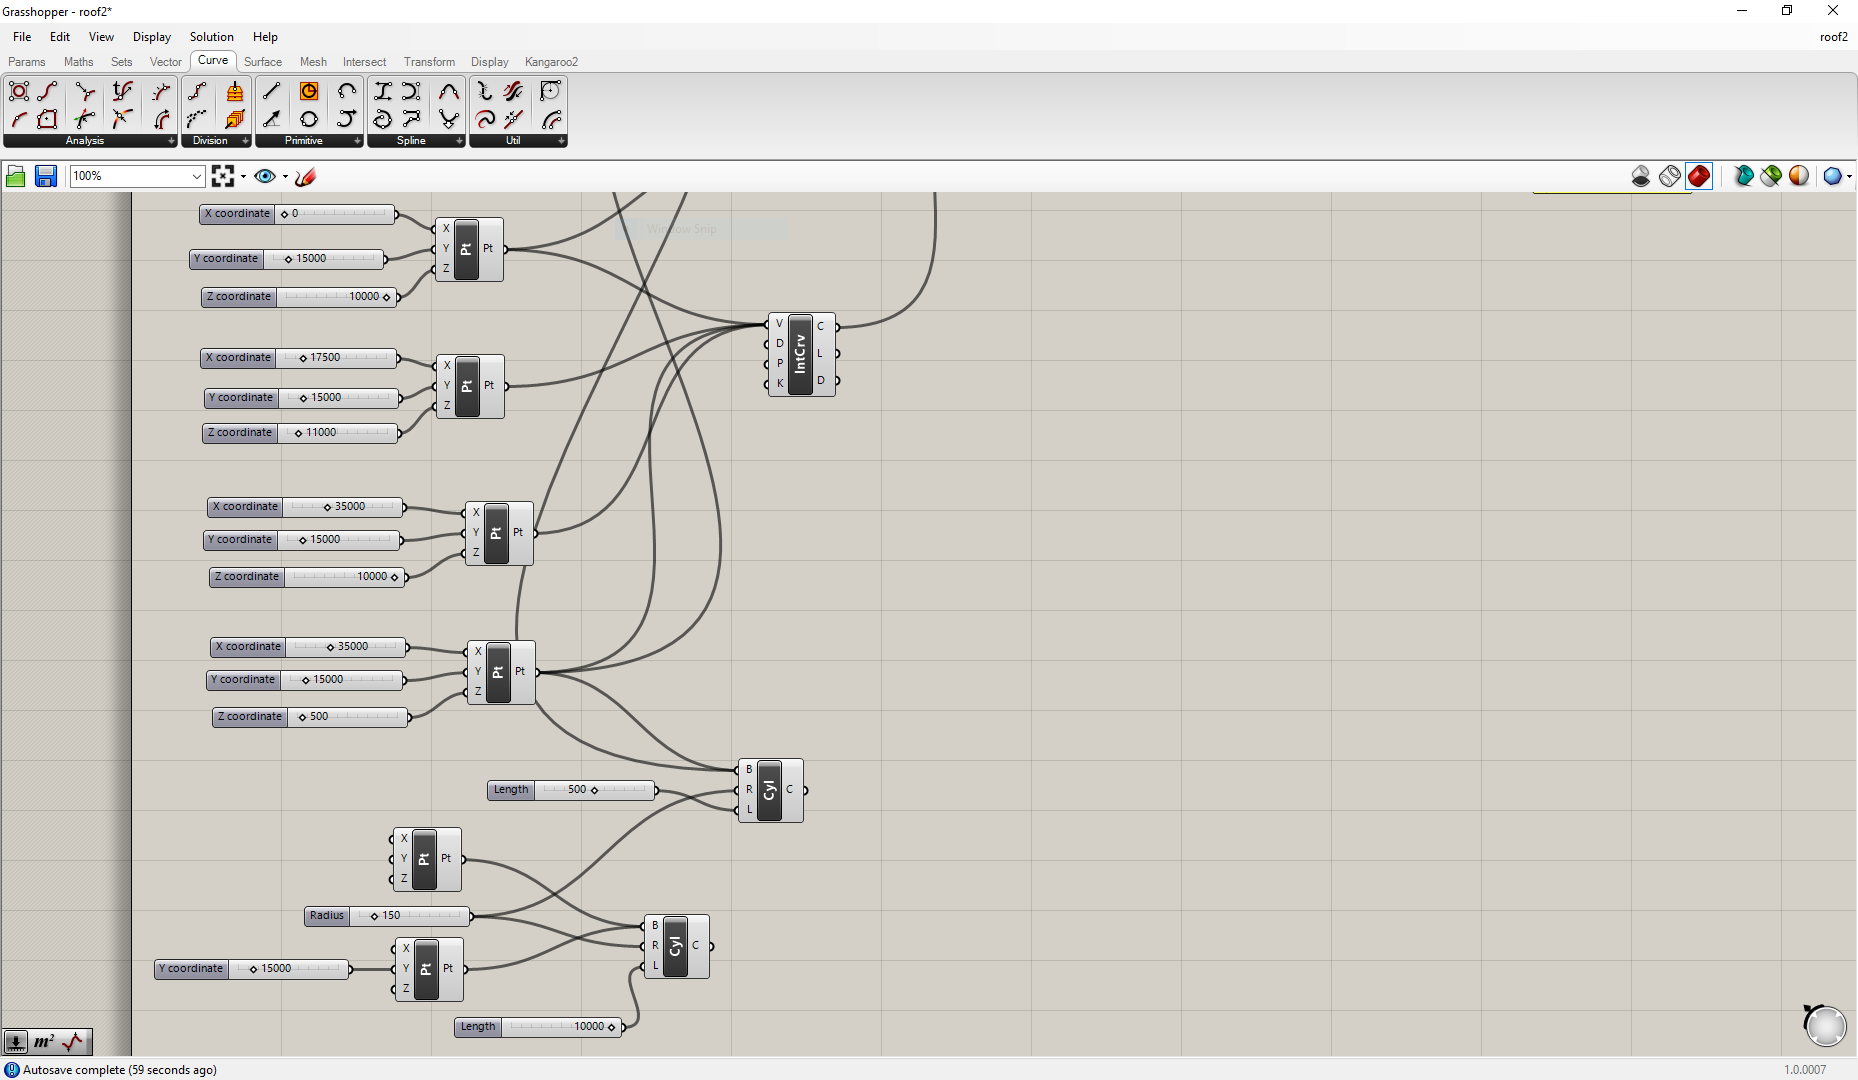 Grasshopper - roof2*
File Edit View Display Solution Help roof2
Params Maths Sets Vector Curve Surface Mesh Intersect Transform Display Kangaroo2
Analysis Division Primitive Spline Util
100%
Window Snip
X coordinate 0
Y coordinate 15000
Z coordinate 10000
X Y Z Pt Pt
X coordinate 17500
Y coordinate 15000
Z coordinate 11000
X Y Z Pt Pt
V D P K IntCrv C L D
X coordinate 35000
Y coordinate 15000
Z coordinate 10000
X Y Z Pt Pt
X coordinate 35000
Y coordinate 15000
Z coordinate 500
X Y Z Pt Pt
Length 500
B R L Cyl C
X Y Z Pt Pt
Radius 150
Y coordinate 15000
X Y Z Pt Pt
B R L Cyl C
Length 10000
m²
Autosave complete (59 seconds ago) 1.0.0007